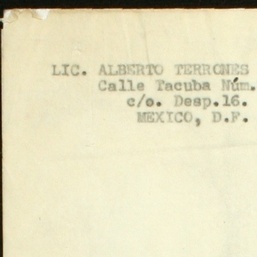 LIC. ALBERTO TERRONES
Calle Tacuba Núm.
c/o. Desp.16.
MEXICO, D.F.